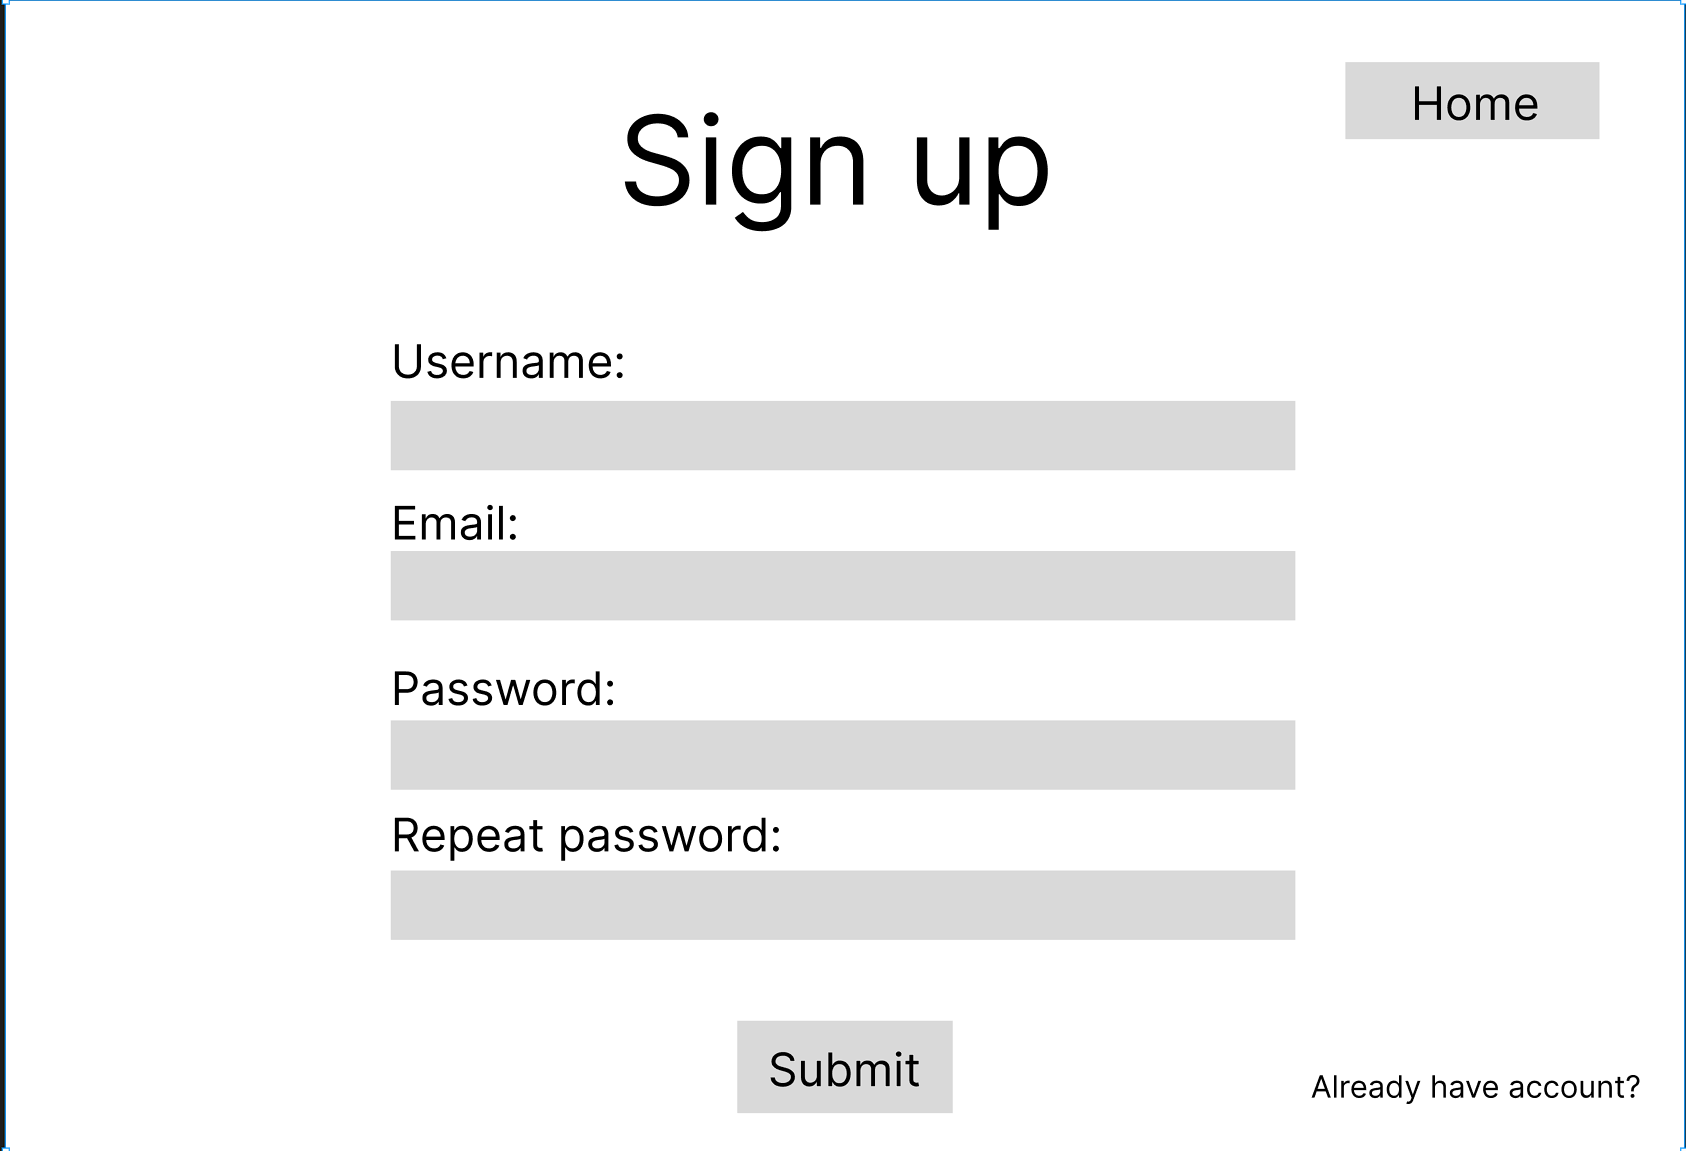 Home
Sign up
Username:
Email:
Password:
Repeat password:
Submit
Already have account?